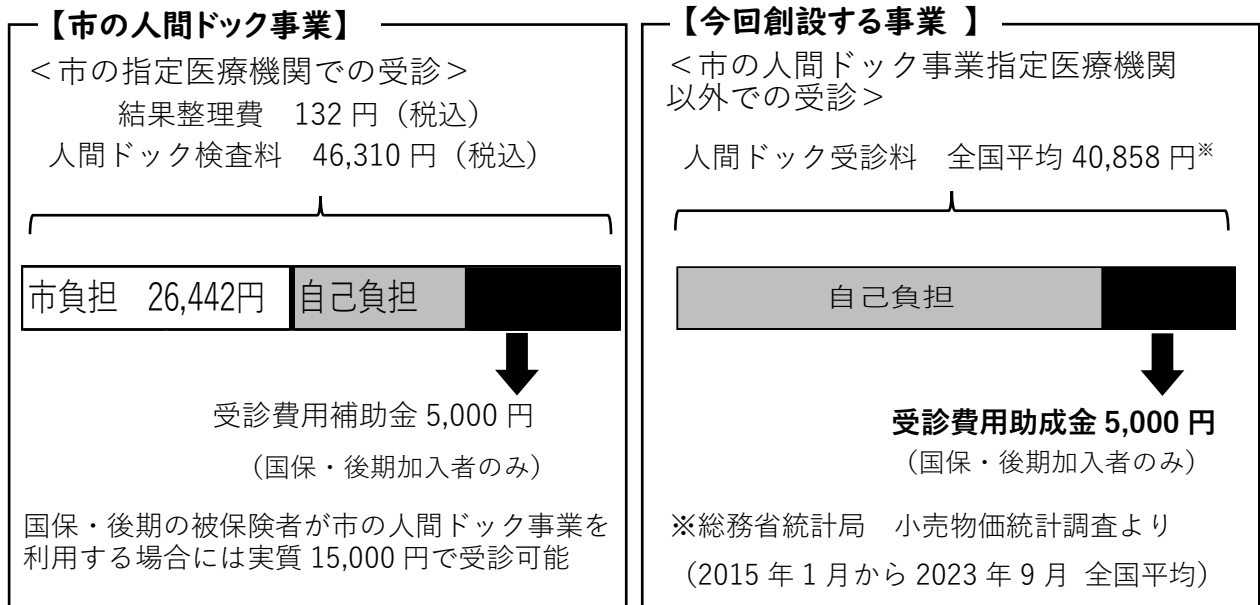 【市の人間ドック事業】
＜市の指定医療機関での受診＞
結果整理費　132 円（税込）
人間ドック検査料　46,310 円（税込）
市負担　26,442円
自己負担
受診費用補助金 5,000 円
（国保・後期加入者のみ）
国保・後期の被保険者が市の人間ドック事業を
利用する場合には実質 15,000 円で受診可能
【今回創設する事業 】
＜市の人間ドック事業指定医療機関
以外での受診＞
人間ドック受診料　全国平均 40,858 円※
自己負担
受診費用助成金 5,000 円
（国保・後期加入者のみ）
※総務省統計局　小売物価統計調査より
（2015 年 1 月から 2023 年 9 月 全国平均）